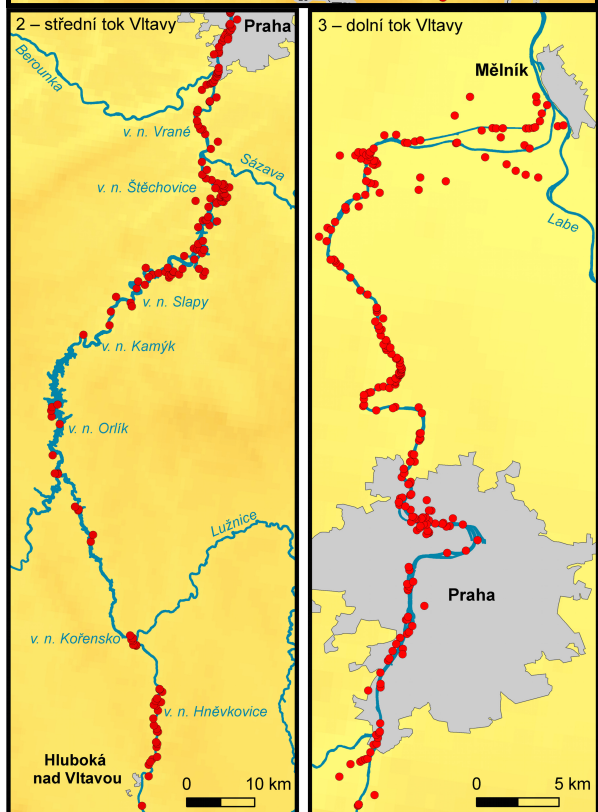 2 – střední tok Vltavy
Praha
Berounka
v. n. Vrané
Sázava
v. n. Štěchovice
v. n. Slapy
v. n. Kamýk
v. n. Orlík
Lužnice
v. n. Kořensko
v. n. Hněvkovice
Hluboká
nad Vltavou
0 10 km
3 – dolní tok Vltavy
Mělník
Labe
Praha
0 5 km